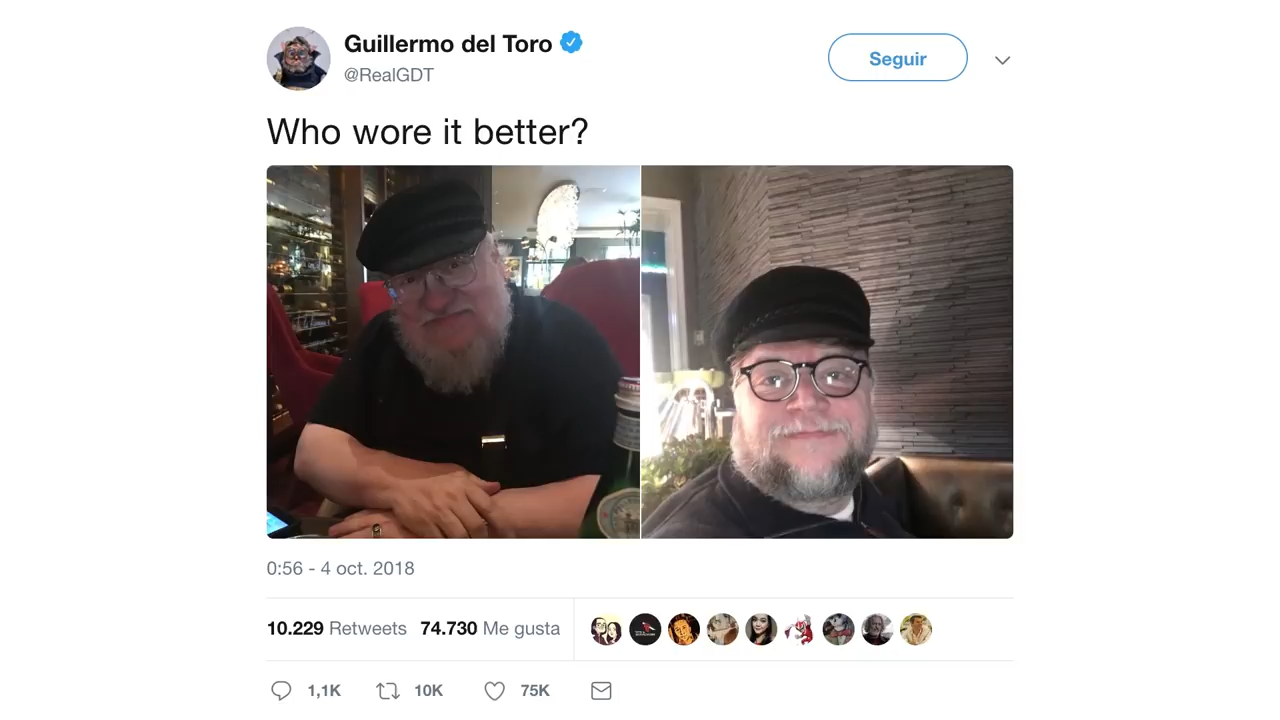 Guillermo del Toro
@RealGDT
Seguir
Who wore it better?
0:56 - 4 oct. 2018
10.229 Retweets 74.730 Me gusta
1,1K 10K 75K